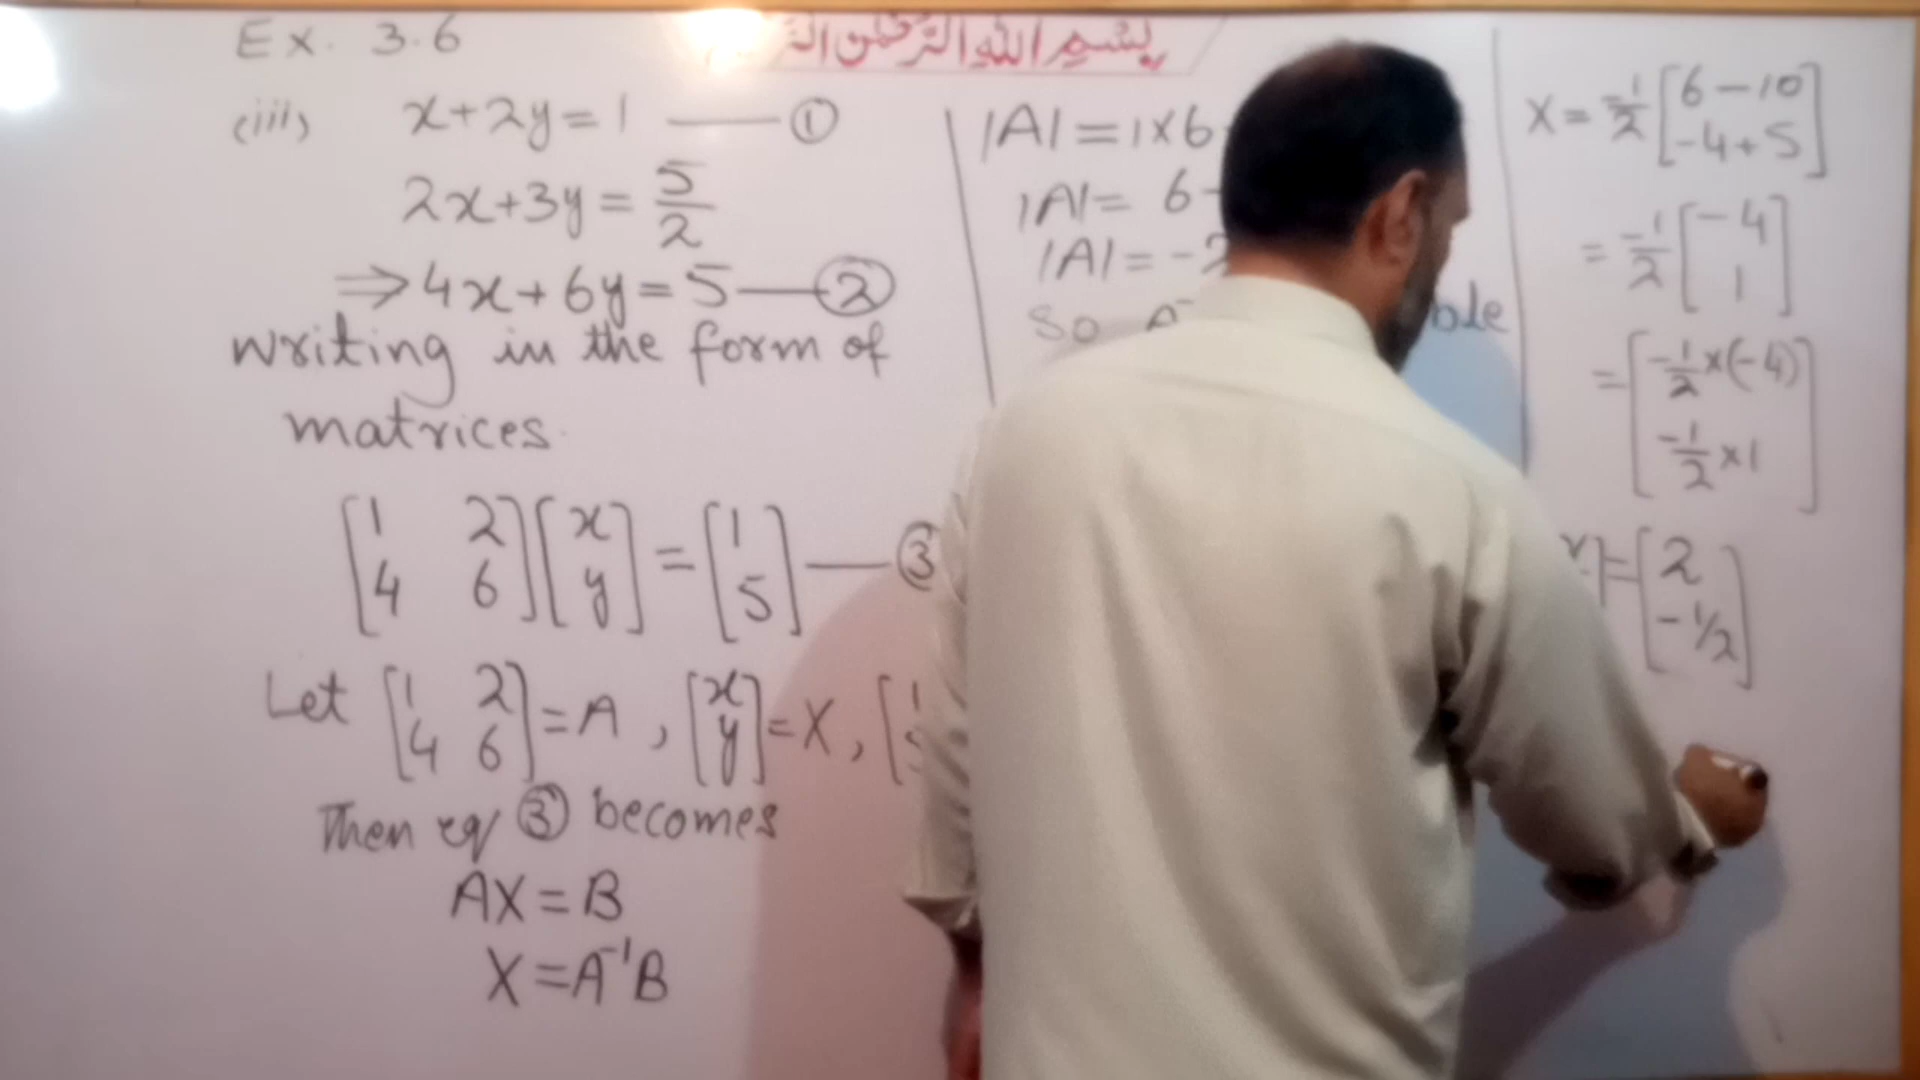 Ex. 3.6
بِسْمِ اللهِ الرَّحْمٰنِ
(iii) x+2y=1 —— ①
2x+3y= 5/2
⇒4x+6y=5——②
writing in the form of
matrices.
[1 2
4 6][x
y]=[1
5]——③
Let [1 2
4 6]=A , [x
y]=X , [1
Then eq ③ becomes
AX=B
X=A⁻¹B
|A|=1×6
|A|= 6-
|A|=-2
So A⁻
X= -1/2 [6-10
-4+5]
= -1/2 [-4
1]
=[-1/2×(-4)
-1/2×1]
]=[2
-1/2]